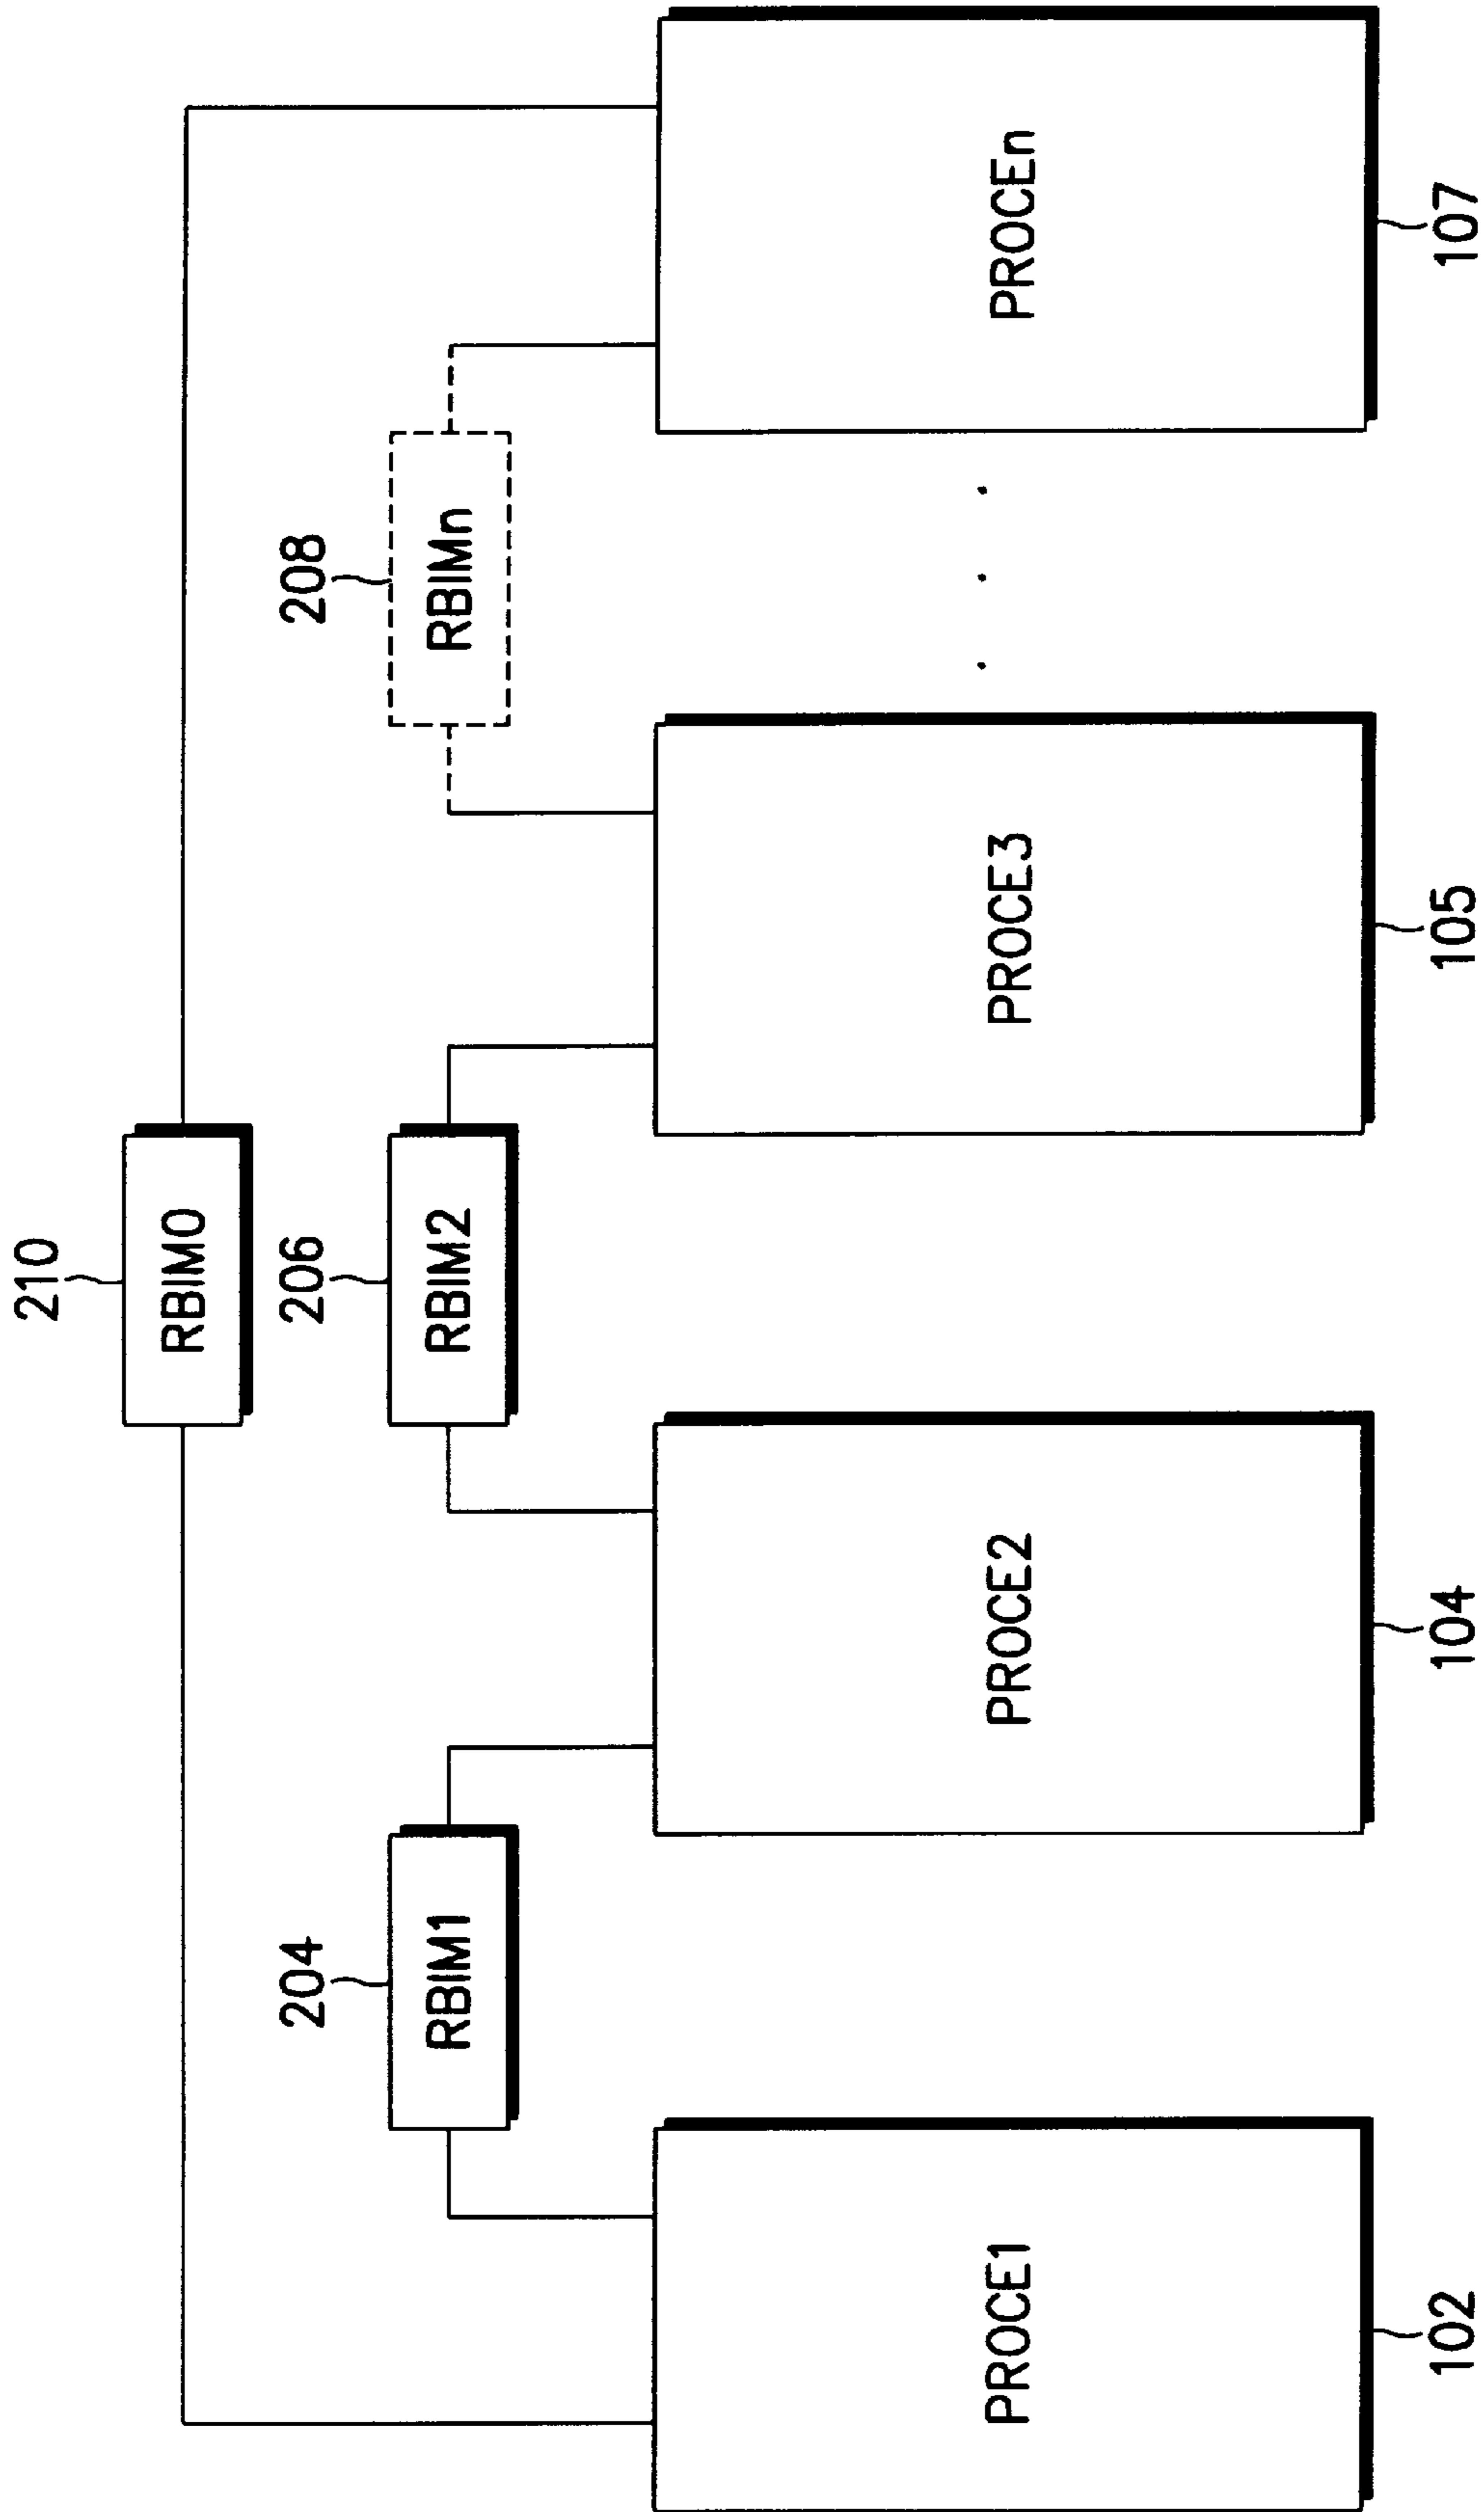 210
RBIM0
204
206
208
RBIM1
RBIM2
RBIMn
PROCE1
PROCE2
PROCE3
. . .
PROCEn
102
104
105
107